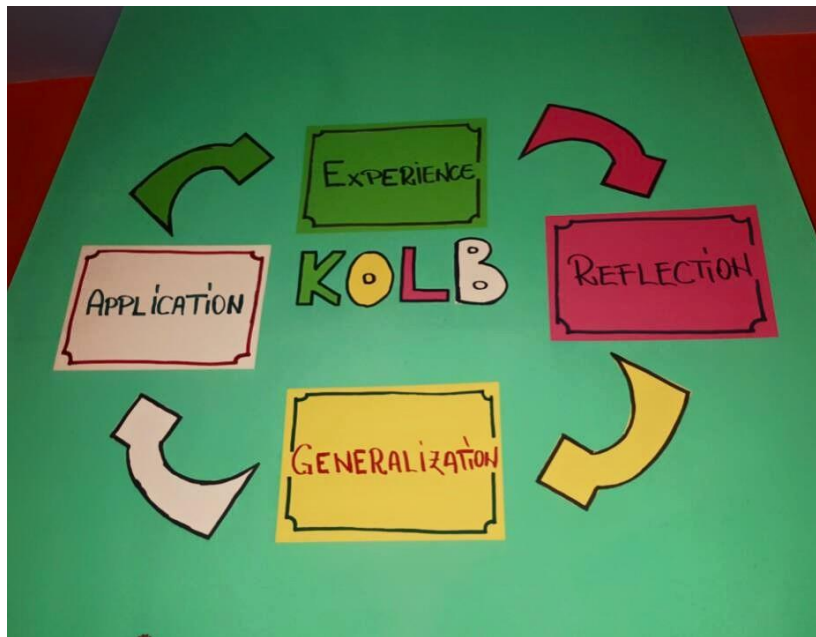 EXPERIENCE
KOLB
REFLECTION
APPLICATION
GENERALIZATION